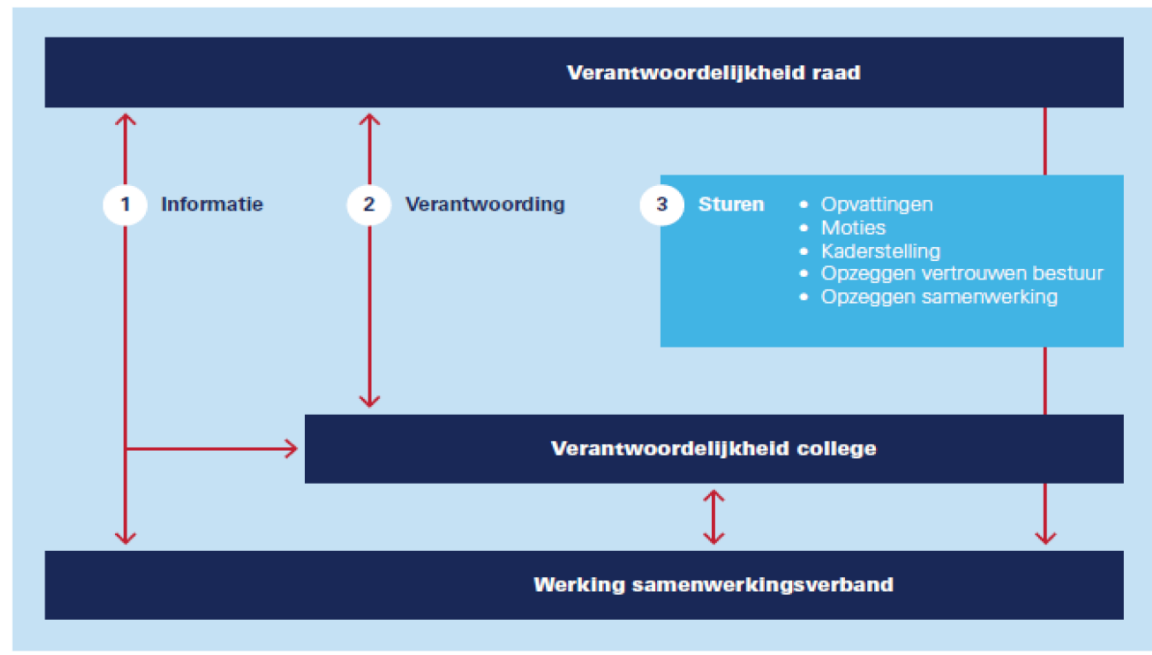 Verantwoordelijkheid raad
1 Informatie
2 Verantwoording
3 Sturen
• Opvattingen
• Moties
• Kaderstelling
• Opzeggen vertrouwen bestuur
• Opzeggen samenwerking
Verantwoordelijkheid college
Werking samenwerkingsverband